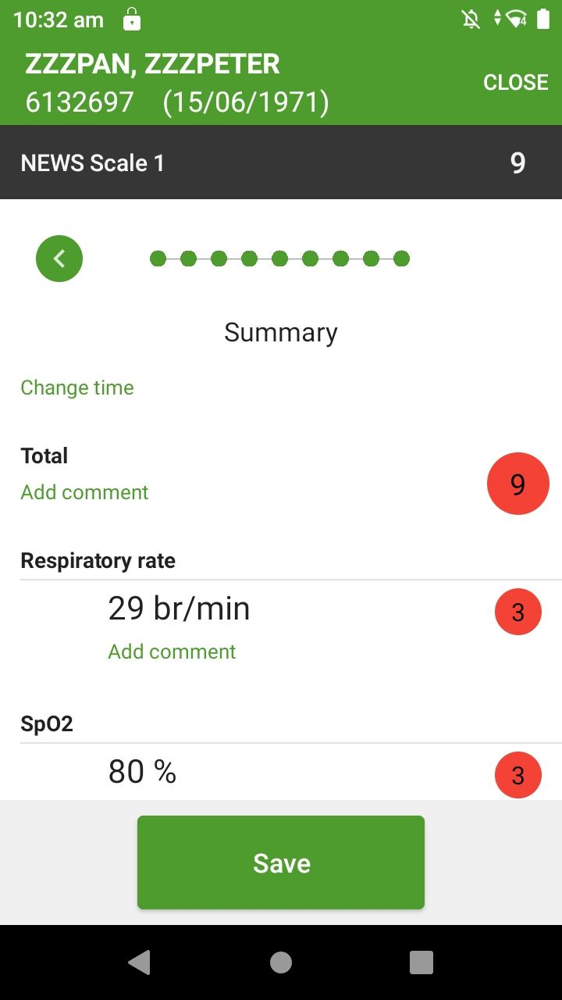 10:32 am
ZZZPAN, ZZZPETER
6132697 (15/06/1971)
CLOSE
NEWS Scale 1
9
Summary
Change time
Total
Add comment
9
Respiratory rate
29 br/min
3
Add comment
SpO2
80 %
3
Save